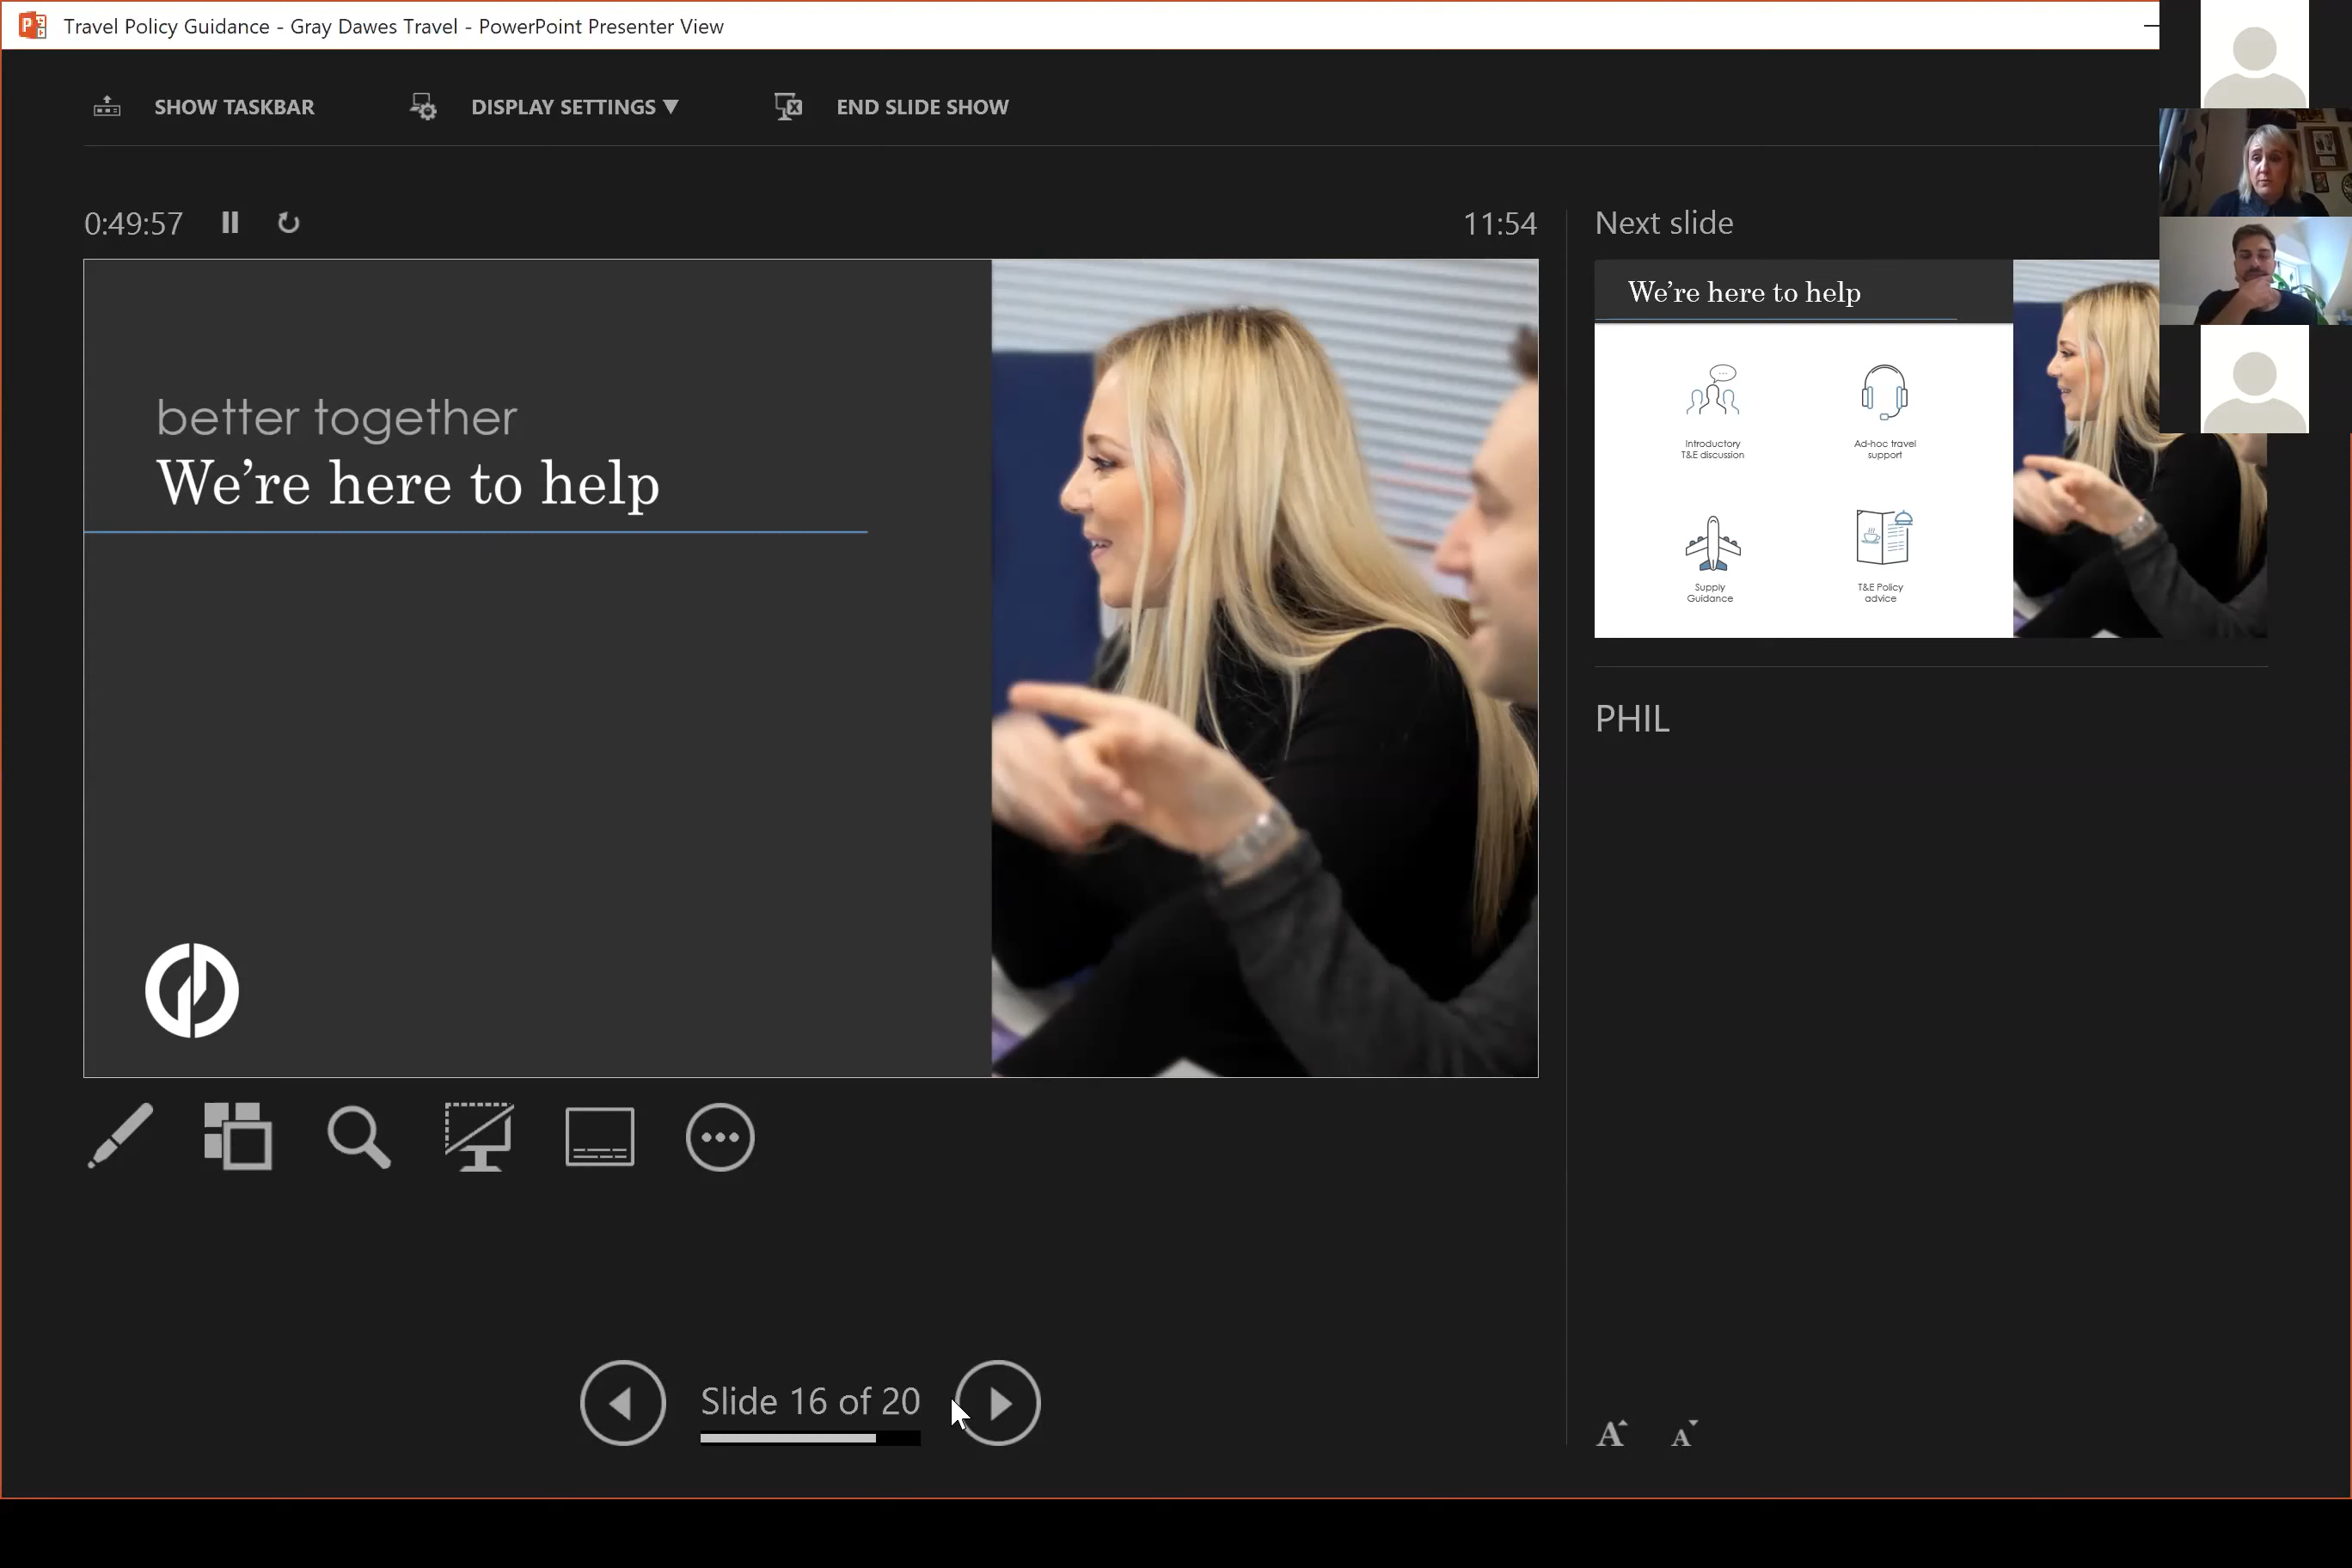 Travel Policy Guidance - Gray Dawes Travel - PowerPoint Presenter View
SHOW TASKBAR
DISPLAY SETTINGS ▼
END SLIDE SHOW
0:49:57
11:54
better together
We’re here to help
Next slide
We’re here to help
Introductory
T&E discussion
Ad-hoc travel
support
Supply
Guidance
T&E Policy
advice
PHIL
Slide 16 of 20
A
A